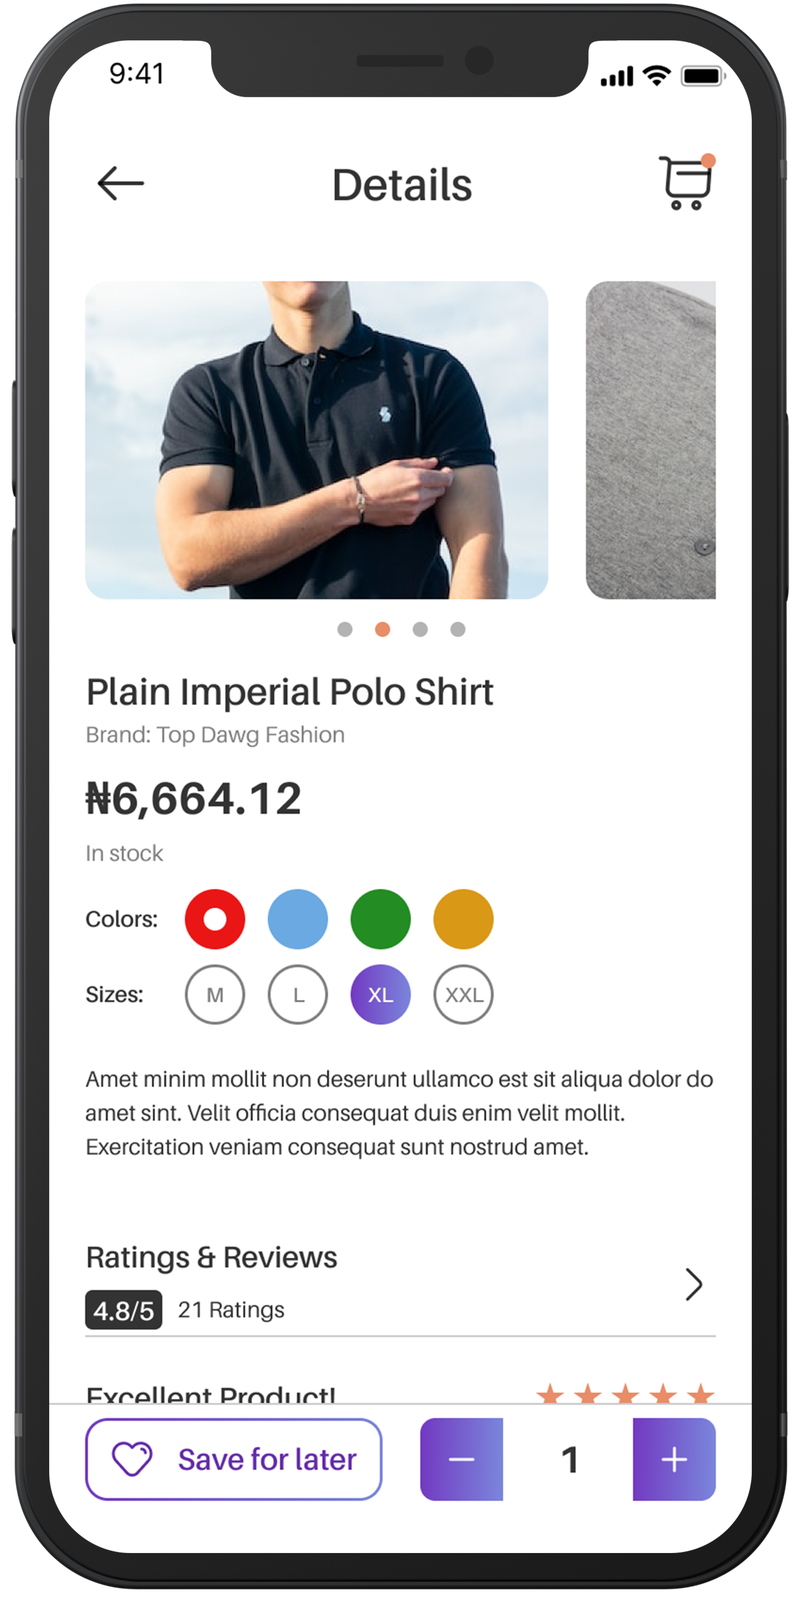 9:41
Details
Plain Imperial Polo Shirt
Brand: Top Dawg Fashion
₦6,664.12
In stock
Colors:
Sizes: M L XL XXL
Amet minim mollit non deserunt ullamco est sit aliqua dolor do
amet sint. Velit officia consequat duis enim velit mollit.
Exercitation veniam consequat sunt nostrud amet.
Ratings & Reviews
4.8/5 21 Ratings
Excellent Product!
Save for later − 1 +